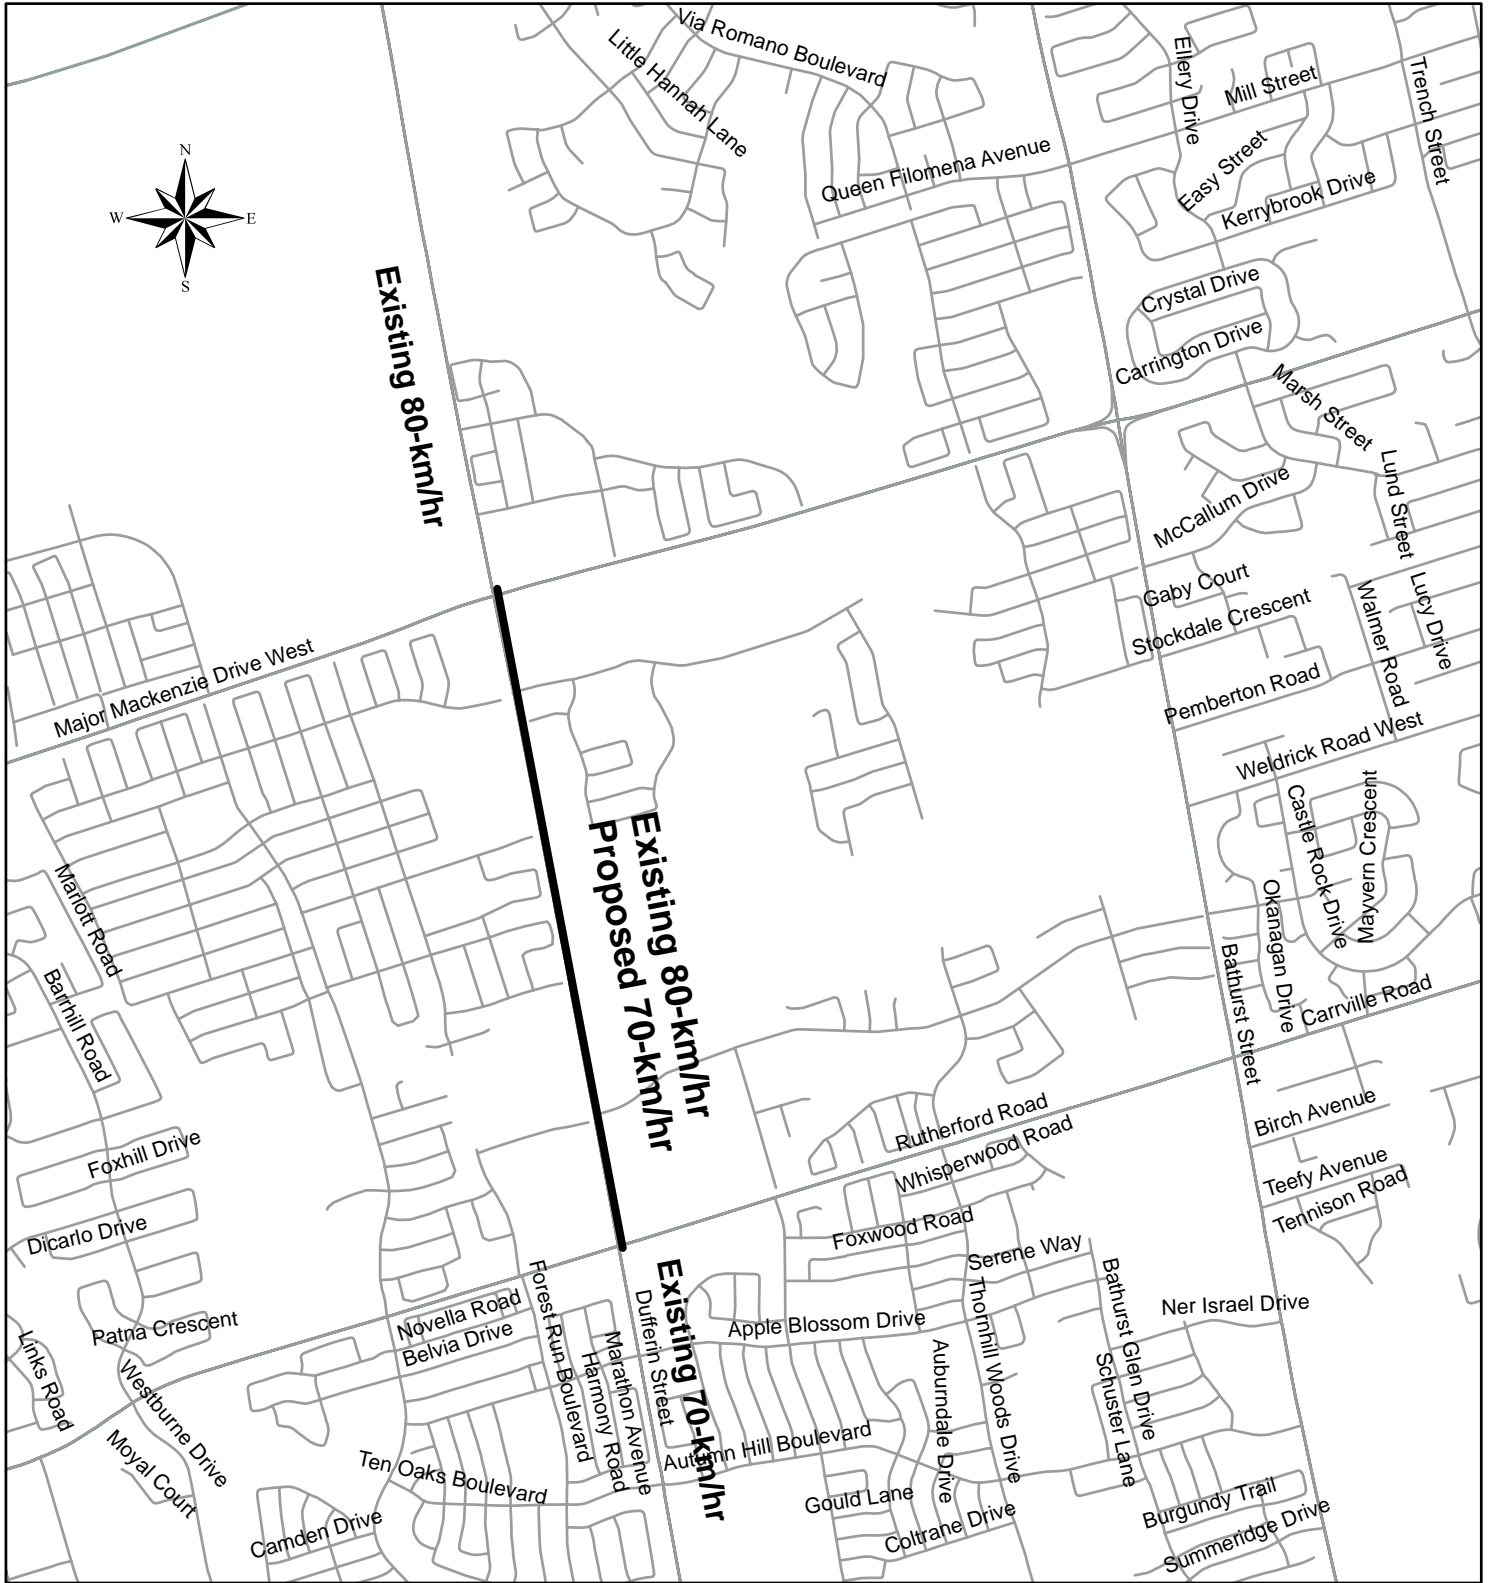 Via Romano Boulevard
Little Hannah Lane
Ellery Drive
Mill Street
Trench Street
Queen Filomena Avenue
Easy Street
Kerrybrook Drive
N
W
E
S
Existing 80-km/hr
Crystal Drive
Carrington Drive
Marsh Street
Lund Street
McCallum Drive
Gaby Court
Stockdale Crescent
Walmer Road
Lucy Drive
Major Mackenzie Drive West
Pemberton Road
Weldrick Road West
Castle Rock Drive
Mayvern Crescent
Existing 80-km/hr
Proposed 70-km/hr
Marlott Road
Okanagan Drive
Bathurst Street
Barrhill Road
Carrville Road
Rutherford Road
Whisperwood Road
Birch Avenue
Foxhill Drive
Teefy Avenue
Tennison Road
Dicarlo Drive
Foxwood Road
Serene Way
Existing 70-km/hr
Forest Run Boulevard
Novella Road
Belvia Drive
Dufferin Street
Apple Blossom Drive
Thornhill Woods Drive
Bathurst Glen Drive
Ner Israel Drive
Patna Crescent
Links Road
Westburne Drive
Marathon Avenue
Harmony Road
Auburndale Drive
Schuster Lane
Moyal Court
Ten Oaks Boulevard
Autumn Hill Boulevard
Gould Lane
Coltrane Drive
Camden Drive
Burgundy Trail
Summeridge Drive